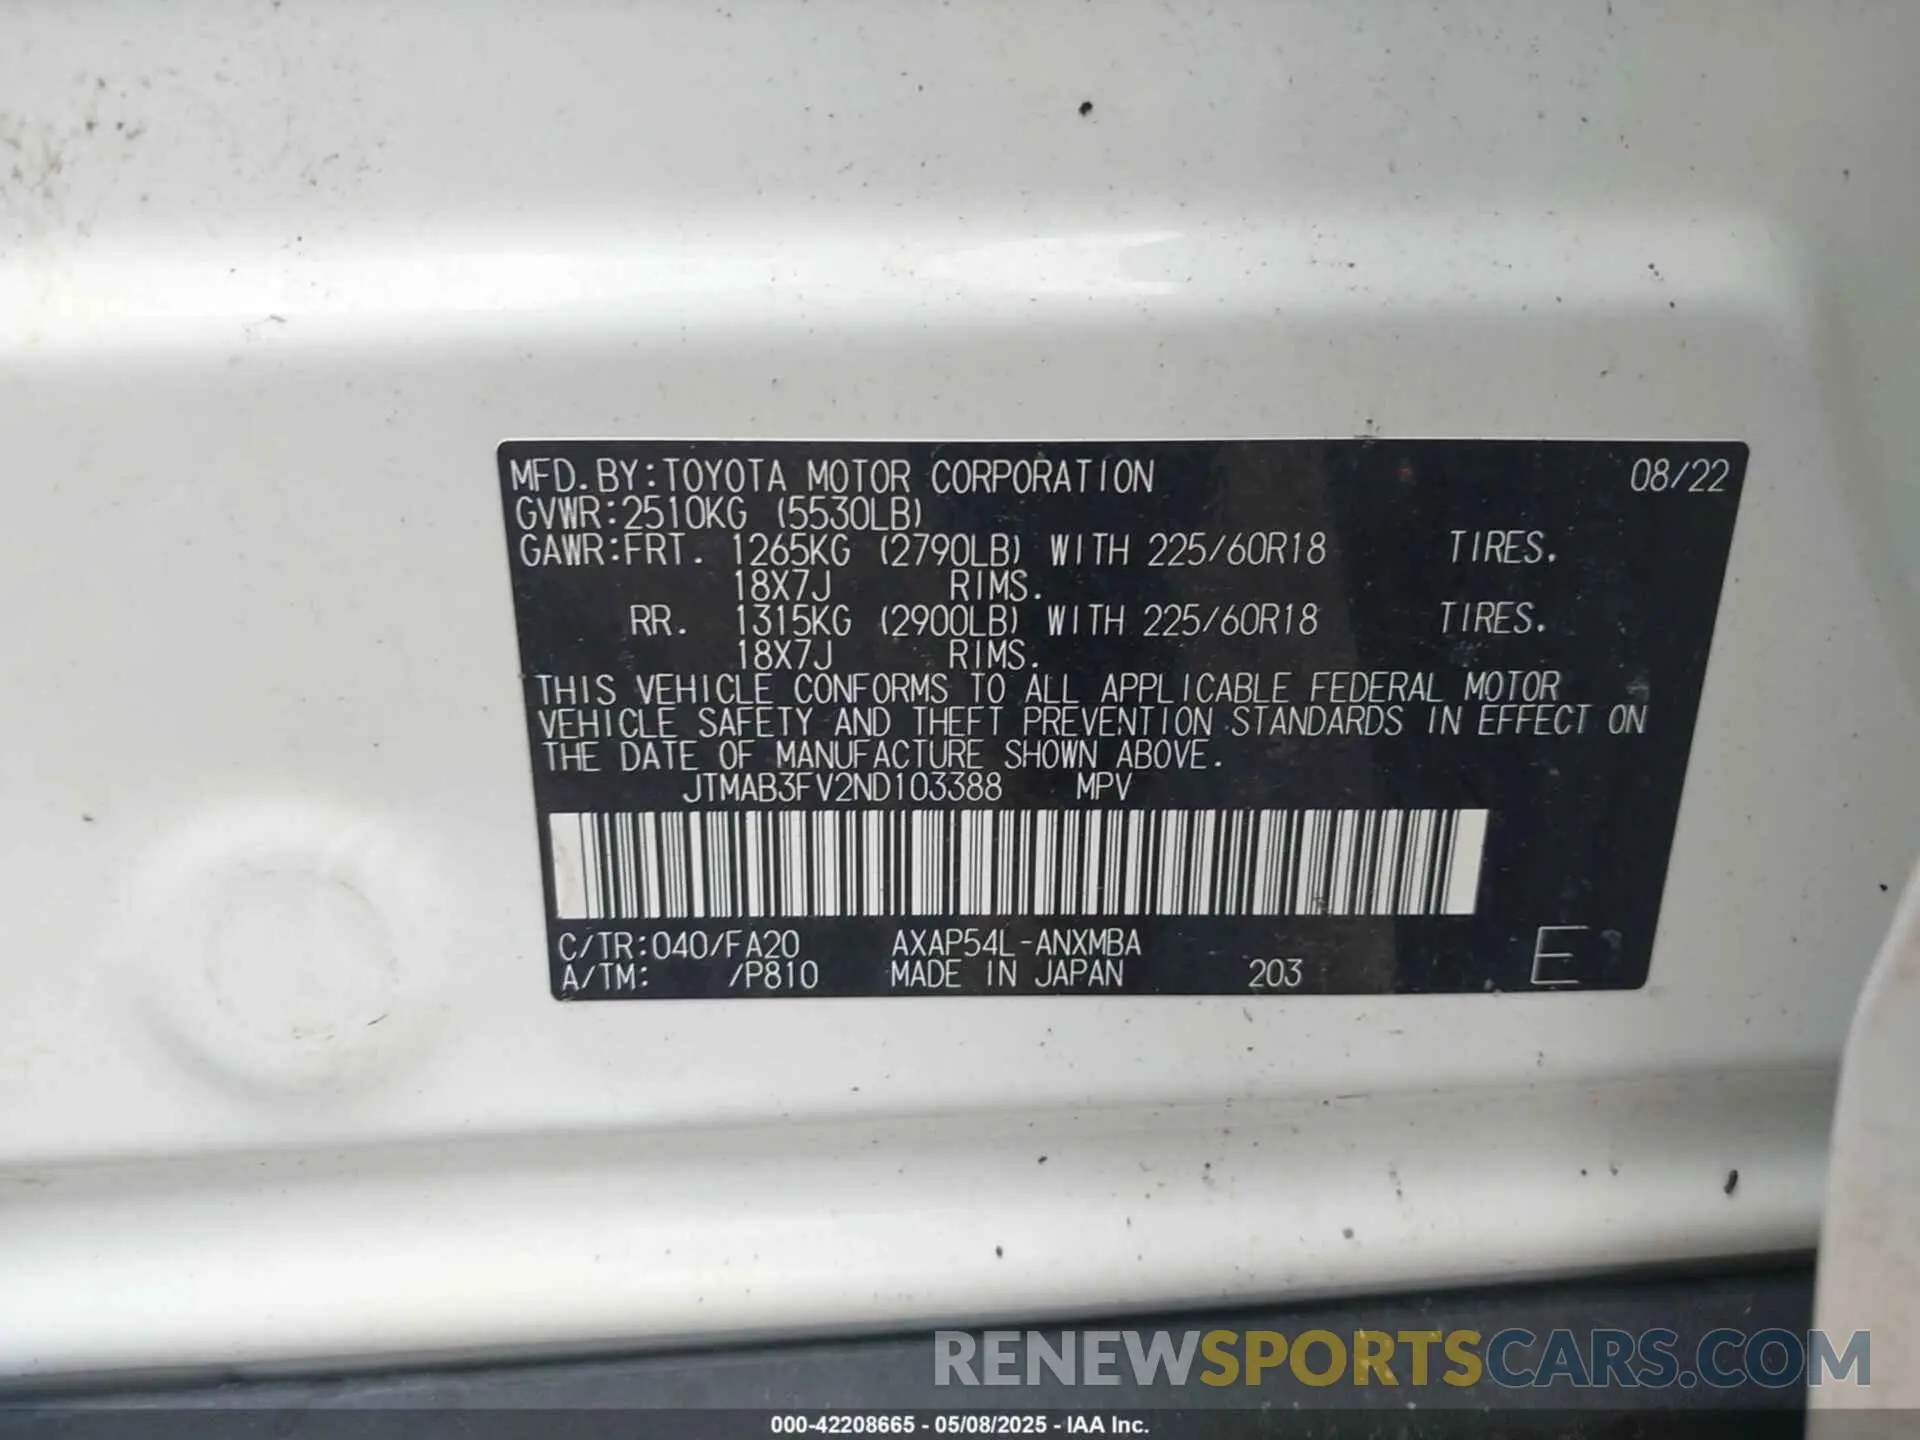 MFD.BY:TOYOTA MOTOR CORPORATION 08/22
GVWR:2510KG (5530LB)
GAWR:FRT. 1265KG (2790LB) WITH 225/60R18 TIRES.
18X7J RIMS.
RR. 1315KG (2900LB) WITH 225/60R18 TIRES.
18X7J RIMS.
THIS VEHICLE CONFORMS TO ALL APPLICABLE FEDERAL MOTOR
VEHICLE SAFETY AND THEFT PREVENTION STANDARDS IN EFFECT ON
THE DATE OF MANUFACTURE SHOWN ABOVE.
JTMAB3FV2ND103388 MPV
C/TR:040/FA20 AXAP54L-ANXMBA
A/TM: /P810 MADE IN JAPAN 203 E
RENEWSPORTSCARS.COM
000-42208665 - 05/08/2025 - IAA Inc.